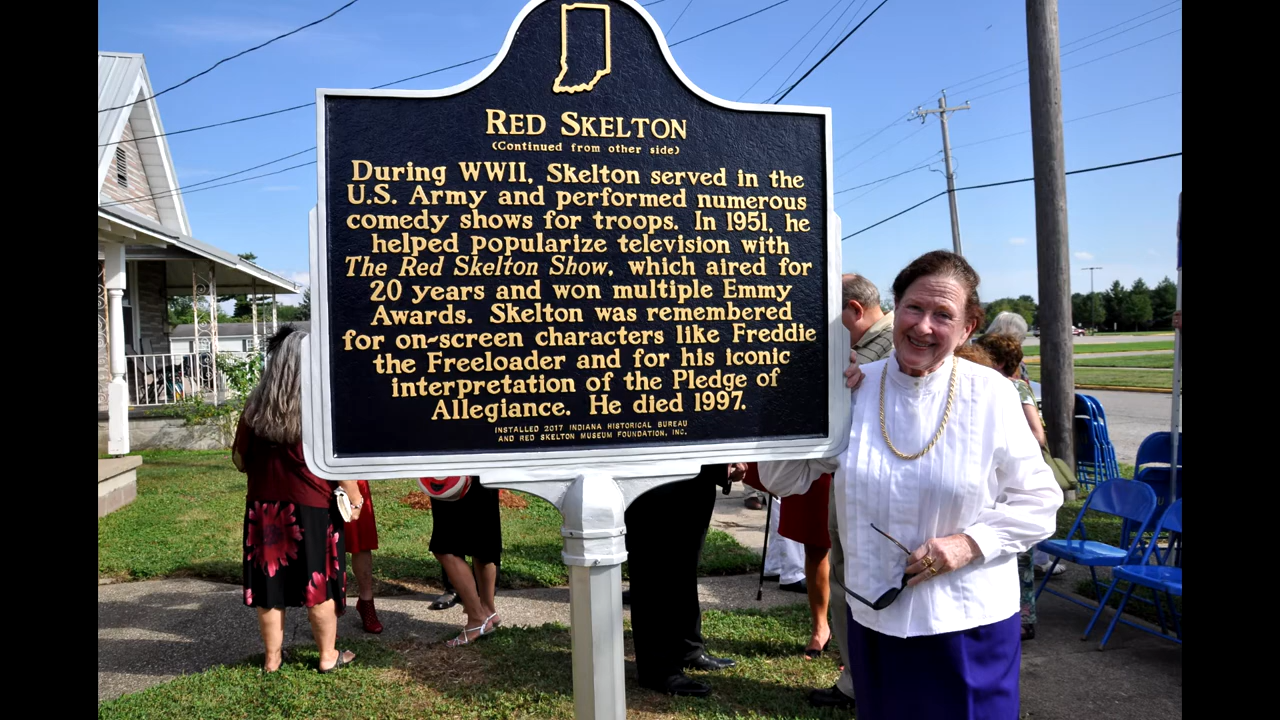 RED SKELTON
(Continued from other side)
During WWII, Skelton served in the
U.S. Army and performed numerous
comedy shows for troops. In 1951, he
helped popularize television with
The Red Skelton Show, which aired for
20 years and won multiple Emmy
Awards. Skelton was remembered
for on-screen characters like Freddie
the Freeloader and for his iconic
interpretation of the Pledge of
Allegiance. He died 1997.
INSTALLED 2017 INDIANA HISTORICAL BUREAU
AND RED SKELTON MUSEUM FOUNDATION, INC.